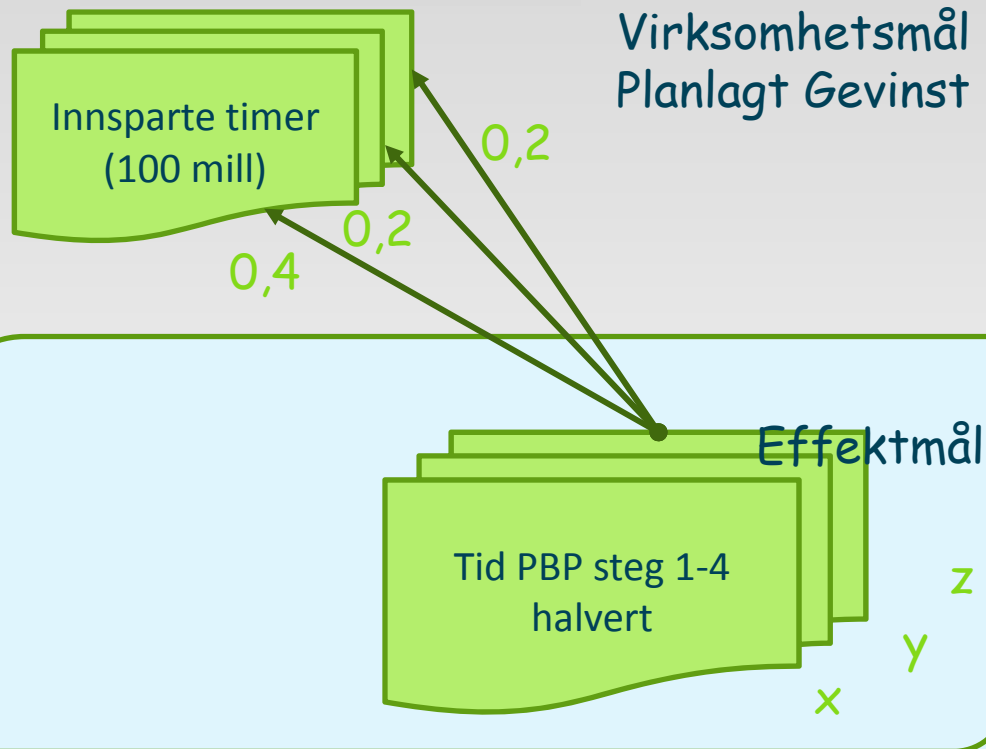 Virksomhetsmål
Planlagt Gevinst
Innsparte timer
(100 mill)
0,2
0,2
0,4
Effektmål
Tid PBP steg 1-4
halvert
z
y
x